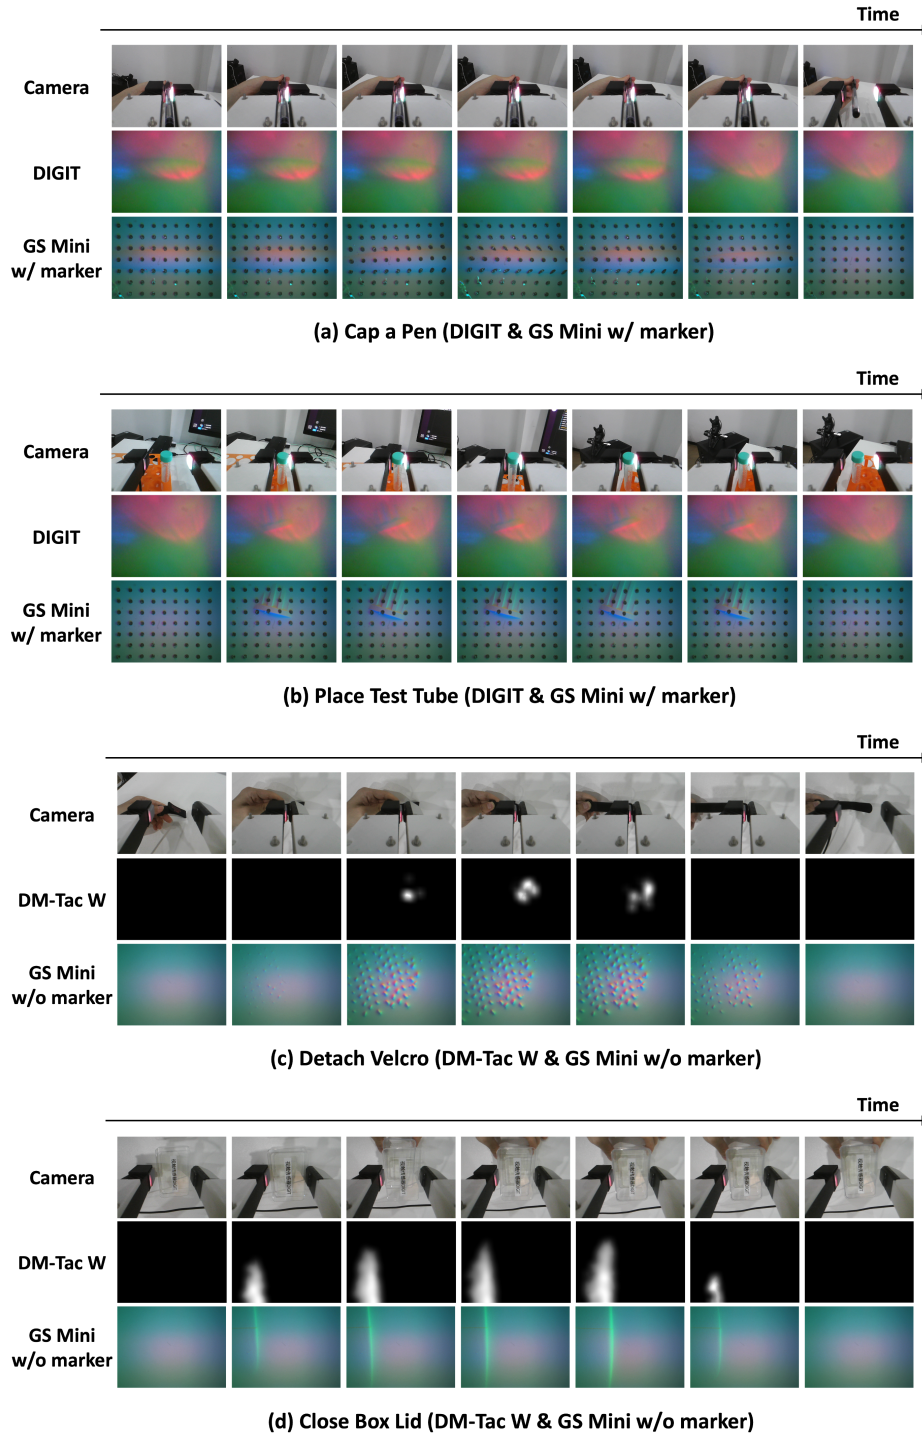 Time
Camera
DIGIT
GS Mini
w/ marker
(a) Cap a Pen (DIGIT & GS Mini w/ marker)
Time
Camera
DIGIT
GS Mini
w/ marker
(b) Place Test Tube (DIGIT & GS Mini w/ marker)
Time
Camera
DM-Tac W
GS Mini
w/o marker
(c) Detach Velcro (DM-Tac W & GS Mini w/o marker)
Time
Camera
DM-Tac W
GS Mini
w/o marker
(d) Close Box Lid (DM-Tac W & GS Mini w/o marker)